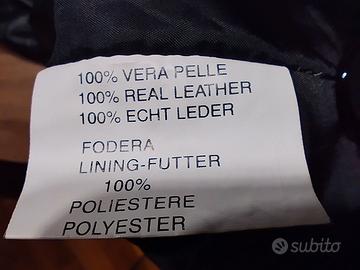 100% VERA PELLE
100% REAL LEATHER
100% ECHT LEDER
FODERA
LINING-FUTTER
100%
POLIESTERE
POLYESTER
subito